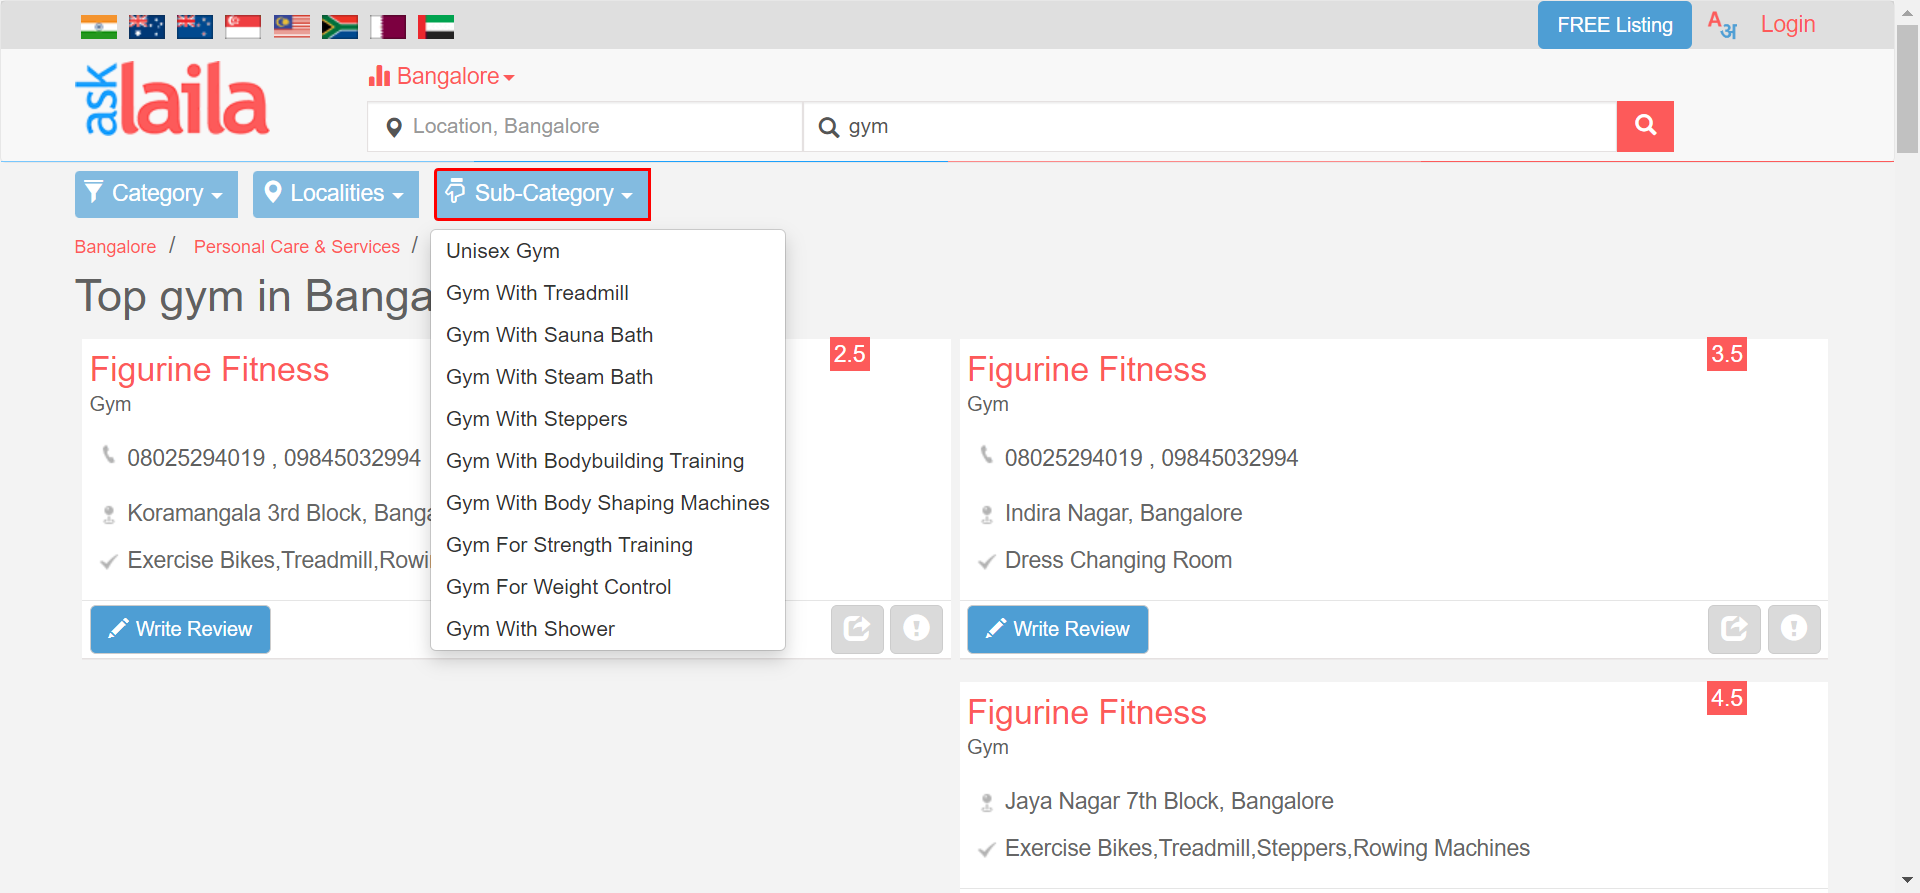 FREE Listing
Aअ
Login
ask laila
Bangalore
Location, Bangalore
gym
Category
Localities
Sub-Category
Bangalore / Personal Care & Services /
Top gym in Banga
Unisex Gym
Gym With Treadmill
Gym With Sauna Bath
Gym With Steam Bath
Gym With Steppers
Gym With Bodybuilding Training
Gym With Body Shaping Machines
Gym For Strength Training
Gym For Weight Control
Gym With Shower
Figurine Fitness
2.5
Gym
08025294019 , 09845032994
Koramangala 3rd Block, Banga
Exercise Bikes,Treadmill,Rowi
Write Review
Figurine Fitness
3.5
Gym
08025294019 , 09845032994
Indira Nagar, Bangalore
Dress Changing Room
Write Review
Figurine Fitness
4.5
Gym
Jaya Nagar 7th Block, Bangalore
Exercise Bikes,Treadmill,Steppers,Rowing Machines